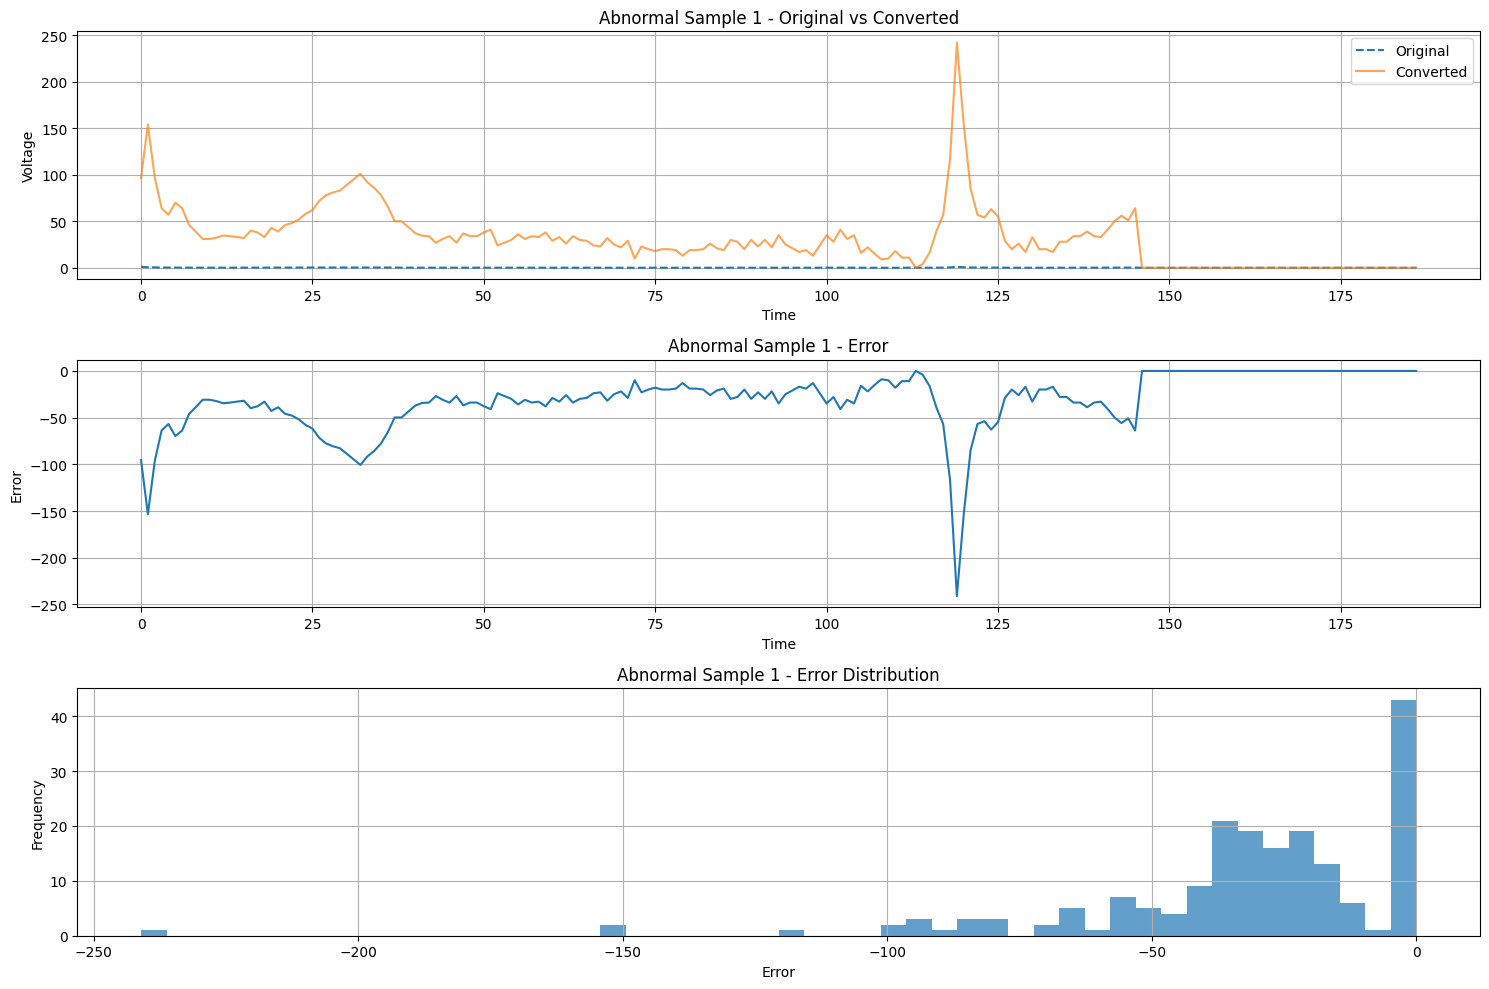 Abnormal Sample 1 - Original vs Converted
Voltage
250
200
150
100
50
0
Original
Converted
0 25 50 75 100 125 150 175
Time
Abnormal Sample 1 - Error
Error
0
−50
−100
−150
−200
−250
0 25 50 75 100 125 150 175
Time
Abnormal Sample 1 - Error Distribution
Frequency
40
30
20
10
0
−250 −200 −150 −100 −50 0
Error